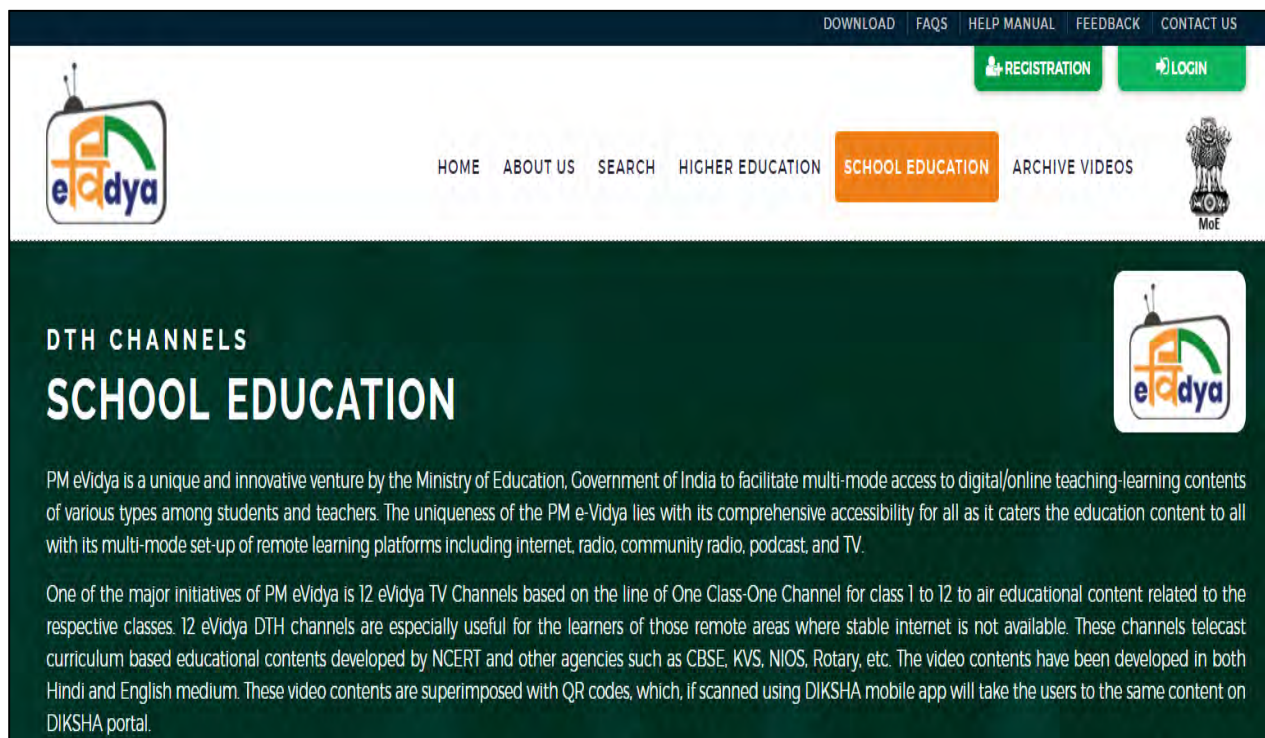 DOWNLOAD FAQS HELP MANUAL FEEDBACK CONTACT US
REGISTRATION LOGIN
eविdya
HOME ABOUT US SEARCH HIGHER EDUCATION SCHOOL EDUCATION ARCHIVE VIDEOS
MoE
DTH CHANNELS
SCHOOL EDUCATION
eविdya
PM eVidya is a unique and innovative venture by the Ministry of Education, Government of India to facilitate multi-mode access to digital/online teaching-learning contents
of various types among students and teachers. The uniqueness of the PM e-Vidya lies with its comprehensive accessibility for all as it caters the education content to all
with its multi-mode set-up of remote learning platforms including internet, radio, community radio, podcast, and TV.
One of the major initiatives of PM eVidya is 12 eVidya TV Channels based on the line of One Class-One Channel for class 1 to 12 to air educational content related to the
respective classes. 12 eVidya DTH channels are especially useful for the learners of those remote areas where stable internet is not available. These channels telecast
curriculum based educational contents developed by NCERT and other agencies such as CBSE, KVS, NIOS, Rotary, etc. The video contents have been developed in both
Hindi and English medium. These video contents are superimposed with QR codes, which, if scanned using DIKSHA mobile app will take the users to the same content on
DIKSHA portal.